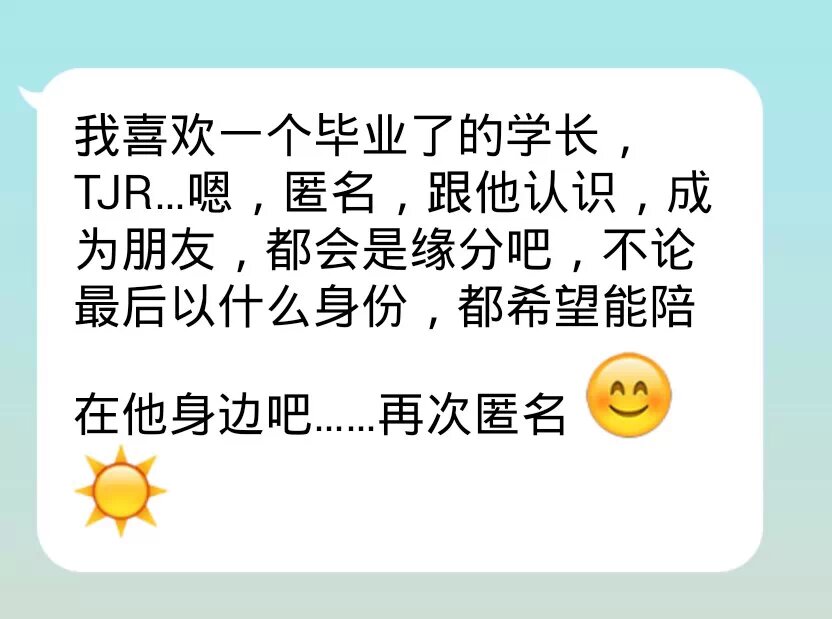 我喜欢一个毕业了的学长，
TJR...嗯，匿名，跟他认识，成
为朋友，都会是缘分吧，不论
最后以什么身份，都希望能陪
在他身边吧......再次匿名😊
☀️